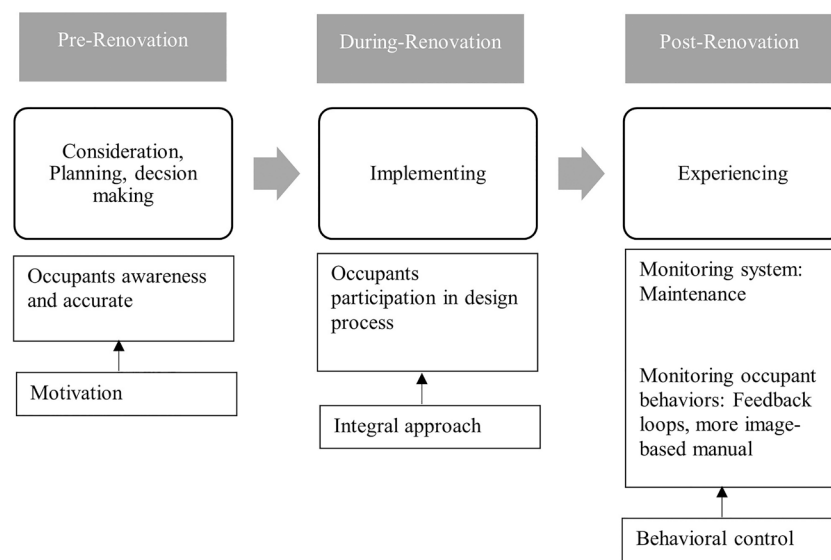 Pre-Renovation
During-Renovation
Post-Renovation
Consideration,
Planning, decsion
making
Implementing
Experiencing
Occupants awareness
and accurate
Motivation
Occupants
participation in design
process
Integral approach
Monitoring system:
Maintenance
Monitoring occupant
behaviors: Feedback
loops, more image-
based manual
Behavioral control